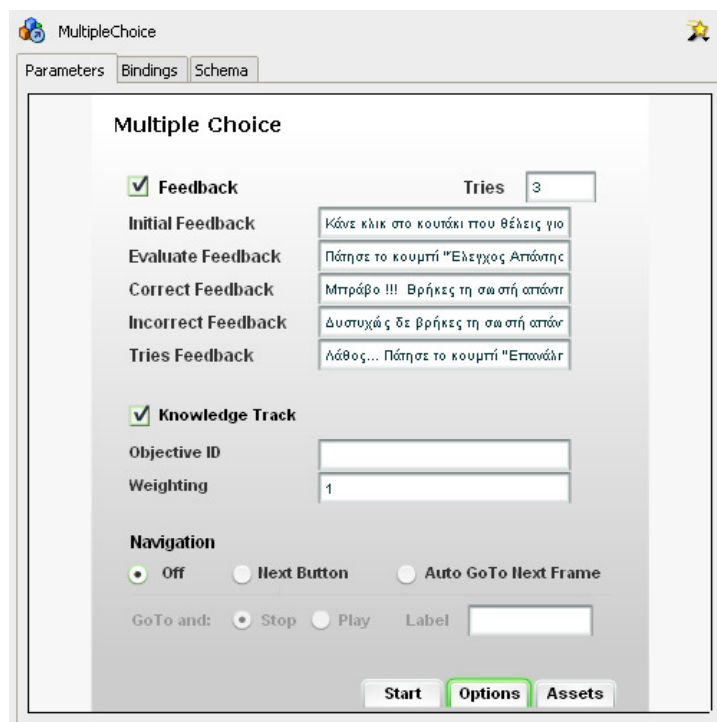 MultipleChoice
Parameters Bindings Schema
Multiple Choice
Feedback Tries 3
Initial Feedback Κάνε κλικ στο κουτάκι που θέλεις για
Evaluate Feedback Πάτησε το κουμπί "Έλεγχος Απάντης
Correct Feedback Μπράβο !!! Βρήκες τη σωστή απάντη
Incorrect Feedback Δυστυχώς δε βρήκες τη σωστή απάν
Tries Feedback Λάθος... Πάτησε το κουμπί "Επανάλη
Knowledge Track
Objective ID
Weighting 1
Navigation
Off Next Button Auto GoTo Next Frame
GoTo and: Stop Play Label
Start Options Assets